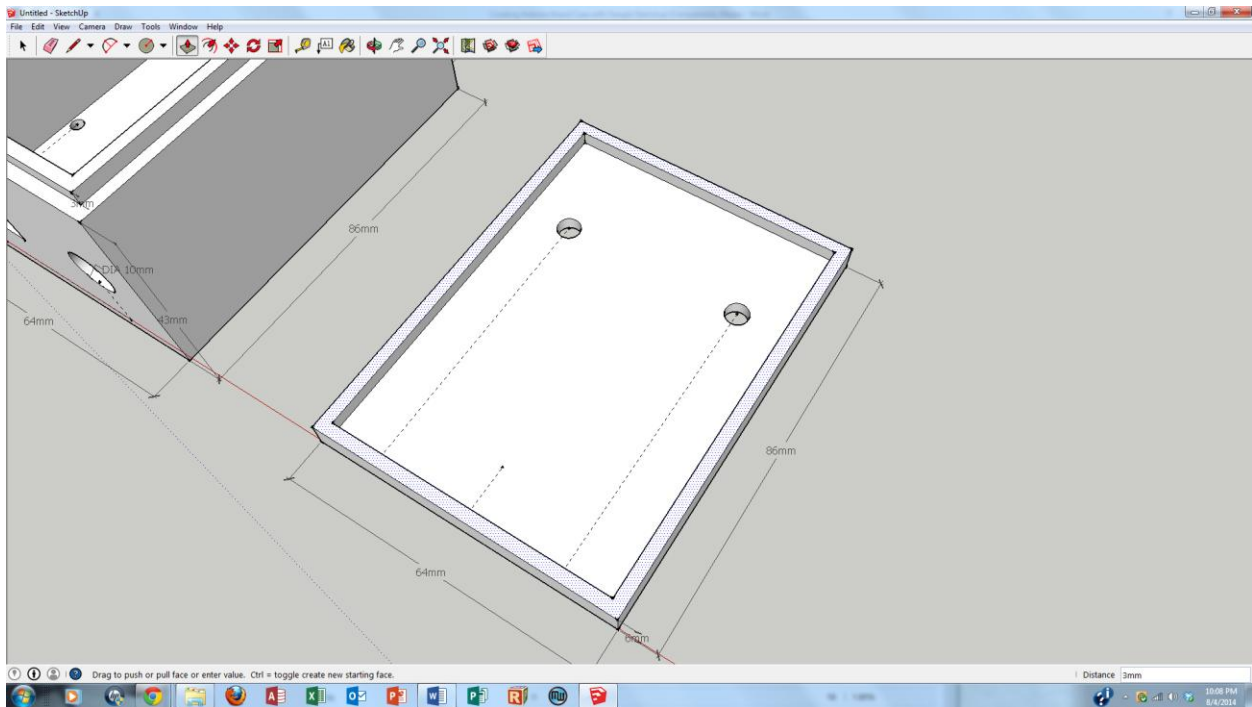 Untitled - SketchUp
File Edit View Camera Draw Tools Window Help
A1
86mm
3mm
DIA 10mm
43mm
64mm
86mm
64mm
6mm
Drag to push or pull face or enter value. Ctrl = toggle create new starting face.
Distance 3mm
10:08 PM
8/4/2014